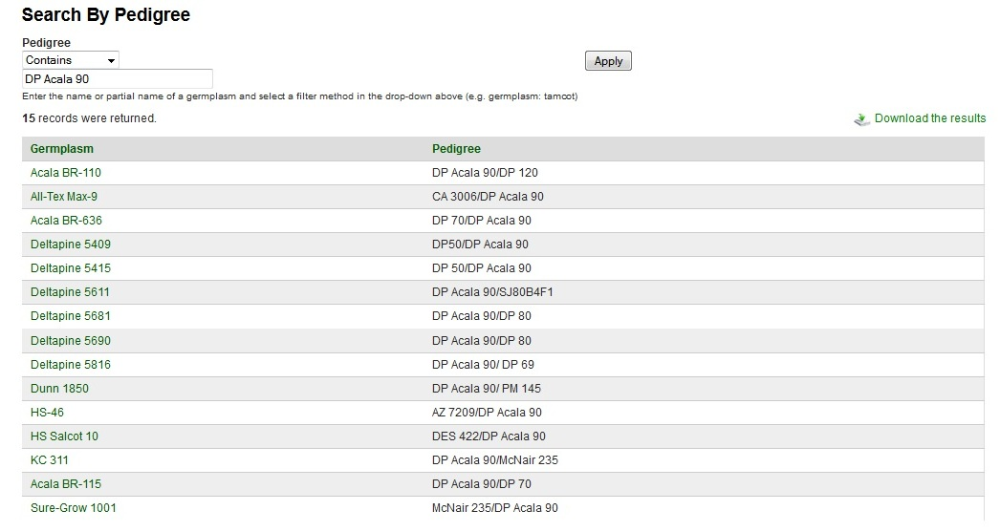 Search By Pedigree
Pedigree
Contains
Apply
DP Acala 90
Enter the name or partial name of a germplasm and select a filter method in the drop-down above (e.g. germplasm: tamcot)
15 records were returned. Download the results
Germplasm Pedigree
Acala BR-110 DP Acala 90/DP 120
All-Tex Max-9 CA 3006/DP Acala 90
Acala BR-636 DP 70/DP Acala 90
Deltapine 5409 DP50/DP Acala 90
Deltapine 5415 DP 50/DP Acala 90
Deltapine 5611 DP Acala 90/SJ80B4F1
Deltapine 5681 DP Acala 90/DP 80
Deltapine 5690 DP Acala 90/DP 80
Deltapine 5816 DP Acala 90/ DP 69
Dunn 1850 DP Acala 90/ PM 145
HS-46 AZ 7209/DP Acala 90
HS Salcot 10 DES 422/DP Acala 90
KC 311 DP Acala 90/McNair 235
Acala BR-115 DP Acala 90/DP 70
Sure-Grow 1001 McNair 235/DP Acala 90